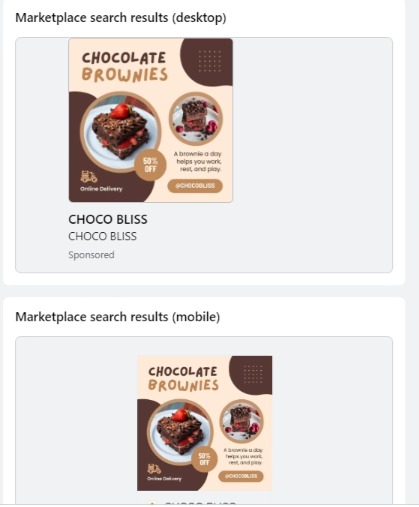 Marketplace search results (desktop)
CHOCOLATE
BROWNIES
50%
OFF
A brownie a day
helps you work,
rest, and play.
Online Delivery
@CHOCOBLISS
CHOCO BLISS
CHOCO BLISS
Sponsored
Marketplace search results (mobile)
CHOCOLATE
BROWNIES
50%
OFF
A brownie a day
helps you work,
rest, and play.
Online Delivery
@CHOCOBLISS
CHOCO BLISS